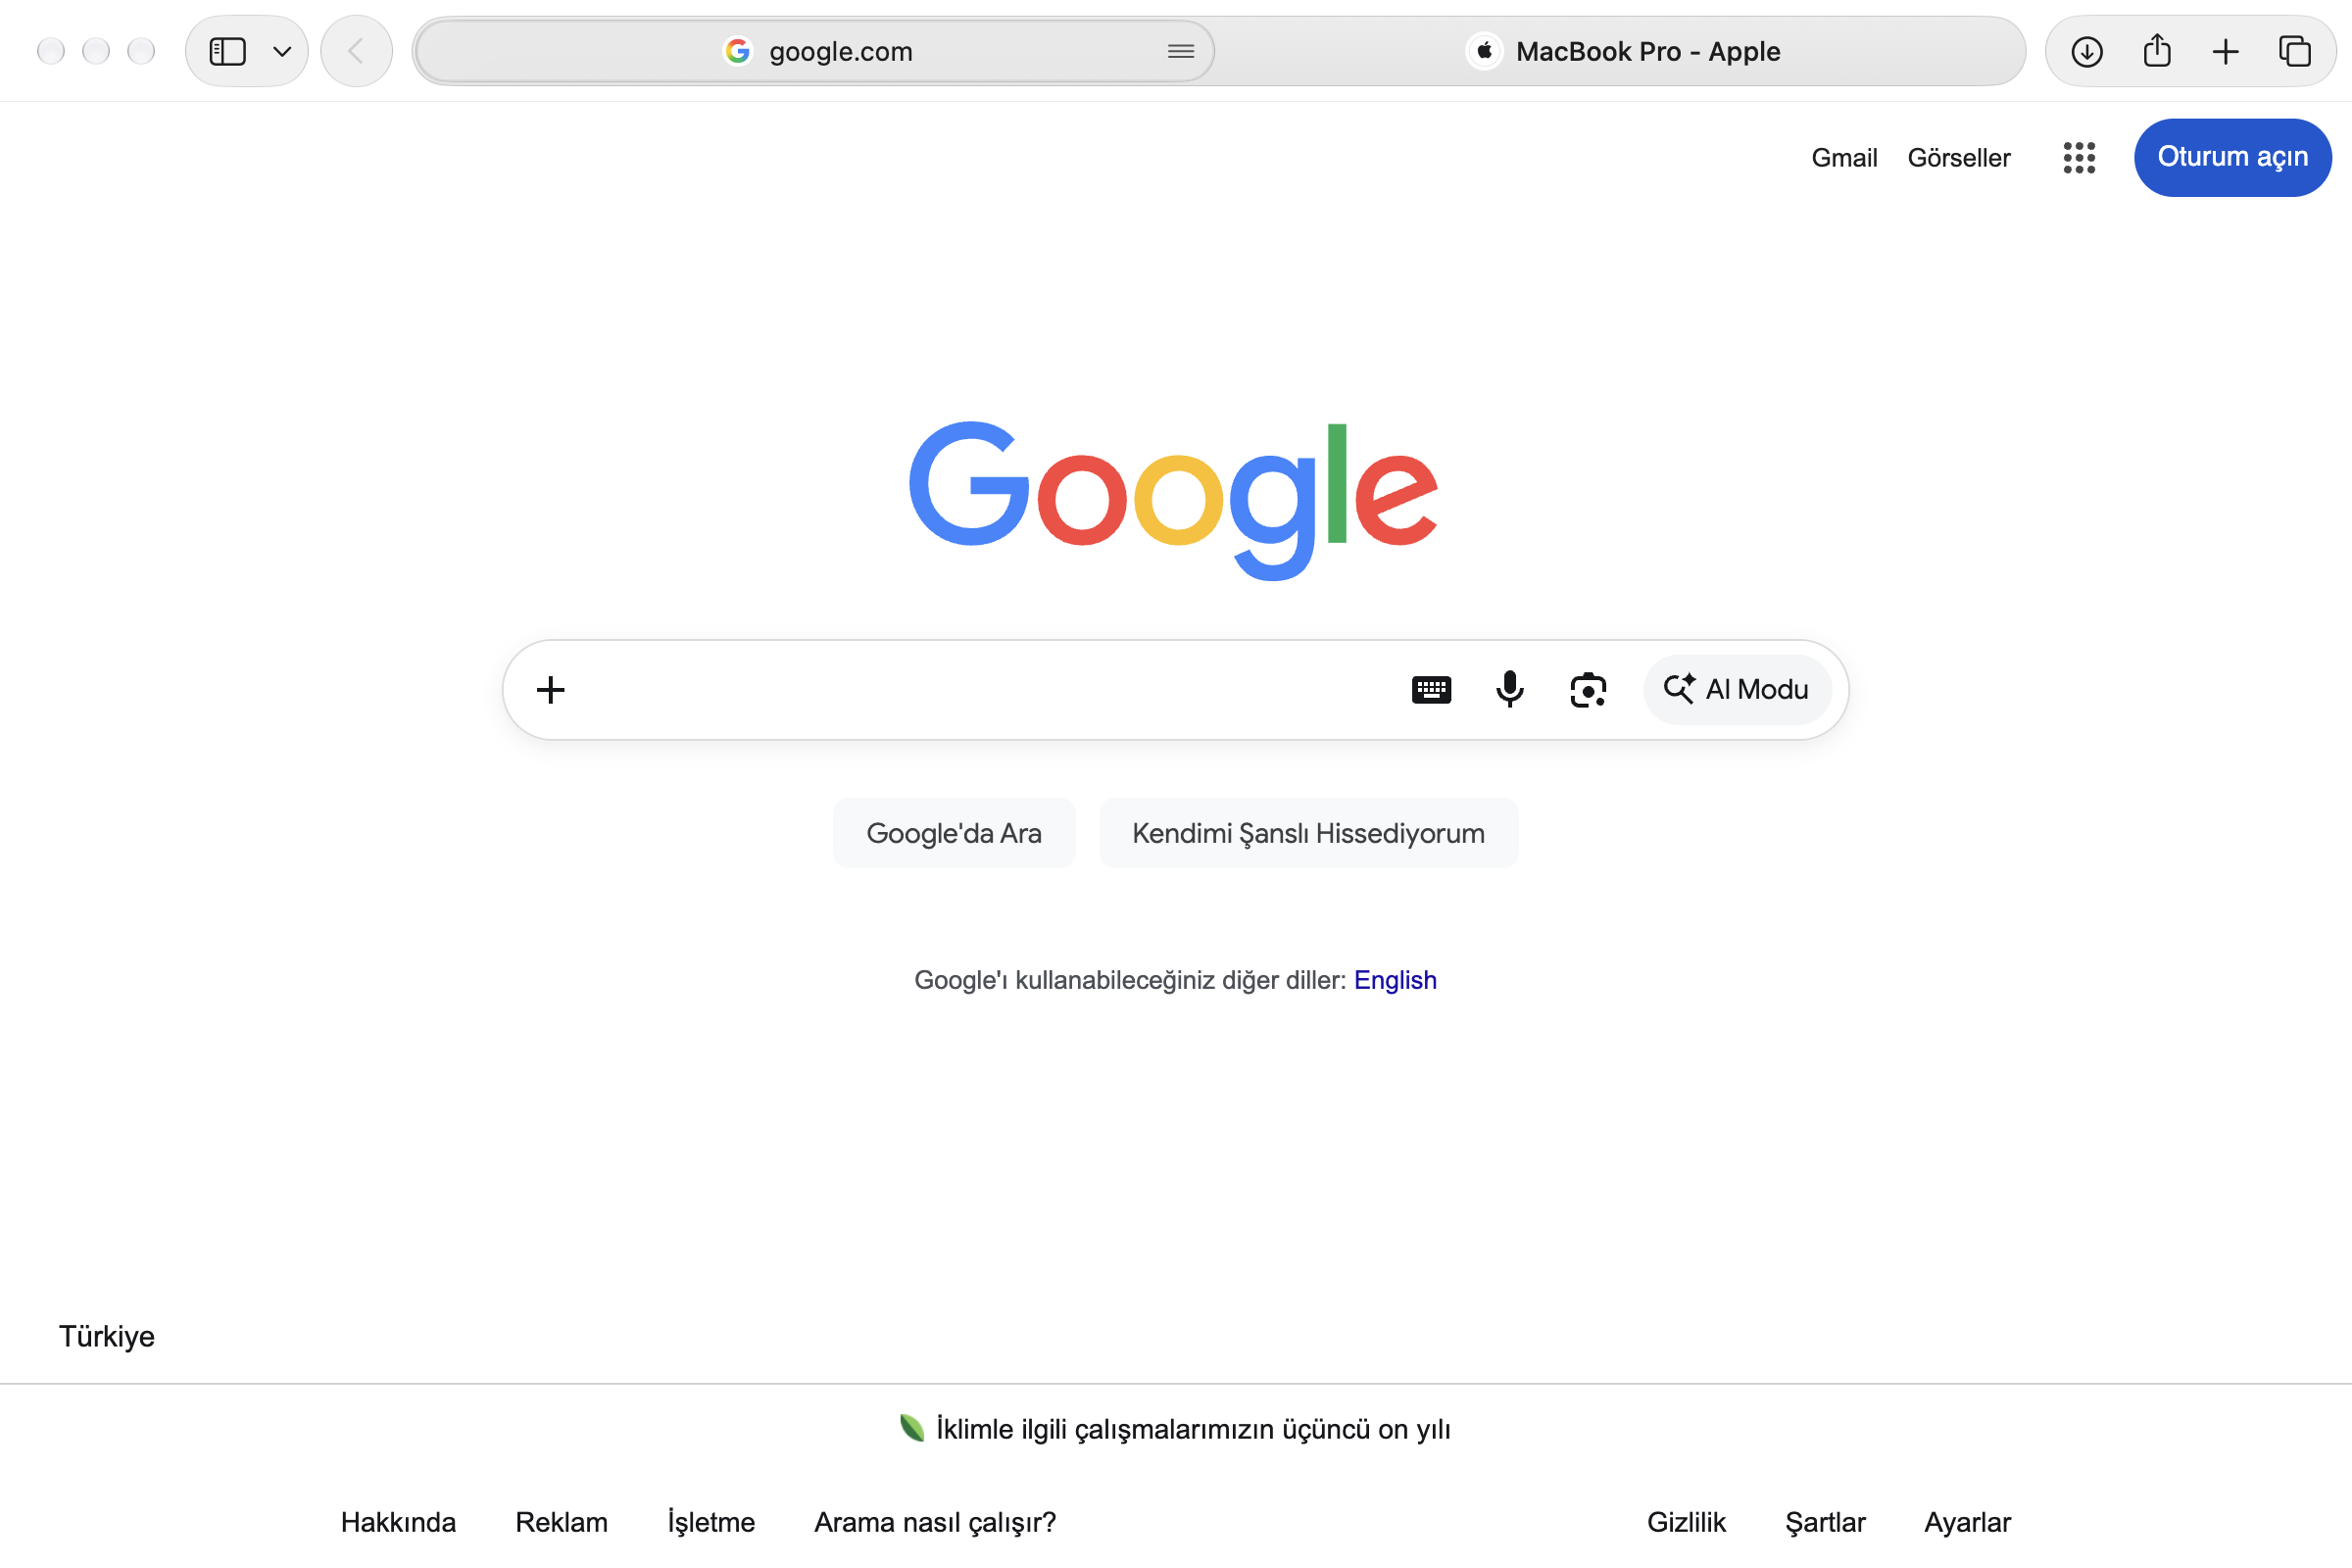 google.com
MacBook Pro - Apple
Gmail Görseller Oturum açın
Google
AI Modu
Google'da Ara Kendimi Şanslı Hissediyorum
Google'ı kullanabileceğiniz diğer diller: English
Türkiye
İklimle ilgili çalışmalarımızın üçüncü on yılı
Hakkında Reklam İşletme Arama nasıl çalışır? Gizlilik Şartlar Ayarlar